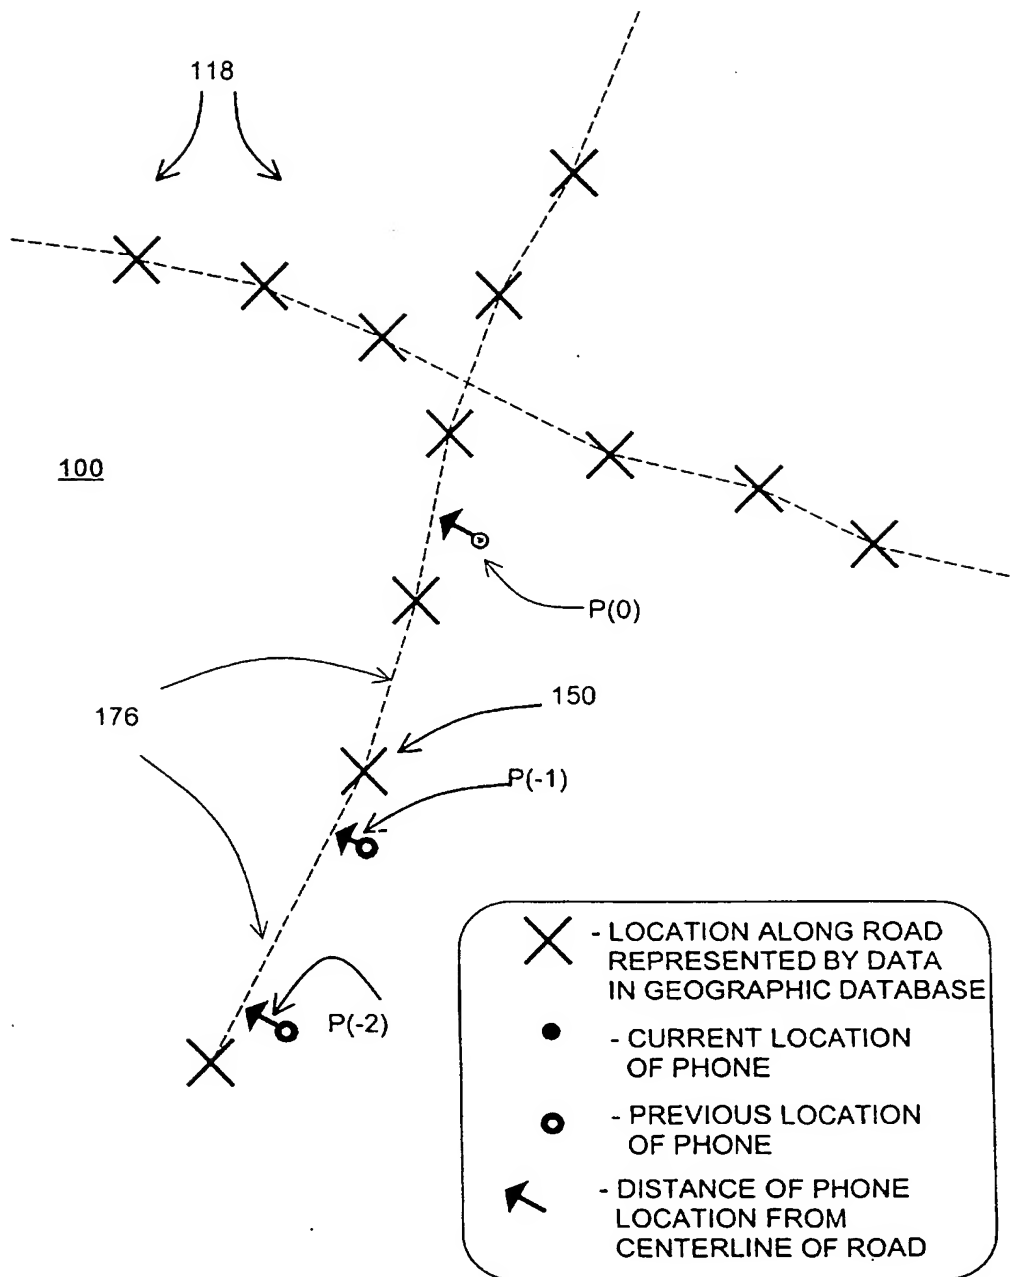 118
100
P(0)
150
176
P(-1)
P(-2)
- LOCATION ALONG ROAD
REPRESENTED BY DATA
IN GEOGRAPHIC DATABASE
- CURRENT LOCATION
OF PHONE
- PREVIOUS LOCATION
OF PHONE
- DISTANCE OF PHONE
LOCATION FROM
CENTERLINE OF ROAD